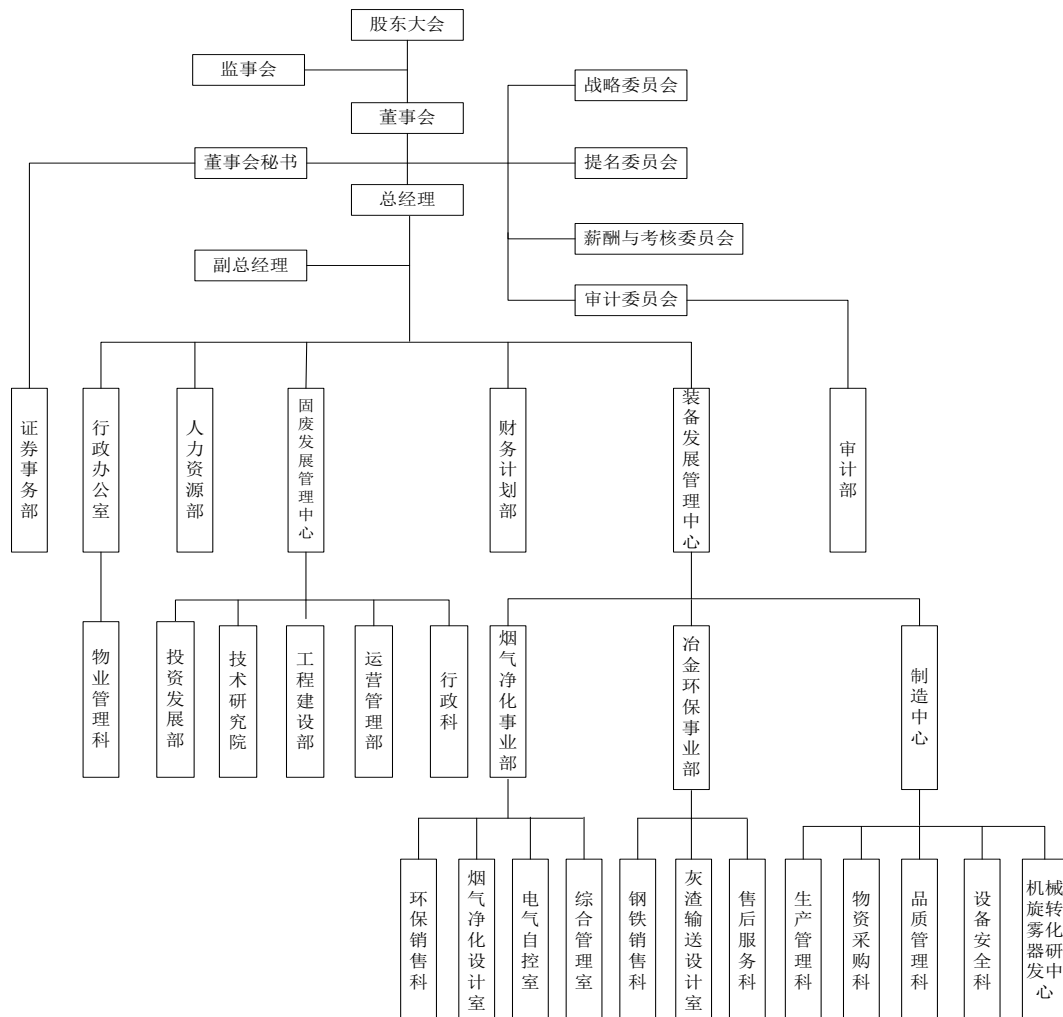 股东大会
监事会
战略委员会
董事会
董事会秘书
提名委员会
总经理
薪酬与考核委员会
副总经理
审计委员会
证券事务部
行政办公室
人力资源部
固废发展管理中心
财务计划部
装备发展管理中心
审计部
物业管理科
投资发展部
技术研究院
工程建设部
运营管理部
行政科
烟气净化事业部
冶金环保事业部
制造中心
环保销售科
烟气净化设计室
电气自控室
综合管理室
钢铁销售科
灰渣输送设计室
售后服务科
生产管理科
物资采购科
品质管理科
设备安全科
机械
旋转
雾化
器研
发中
心